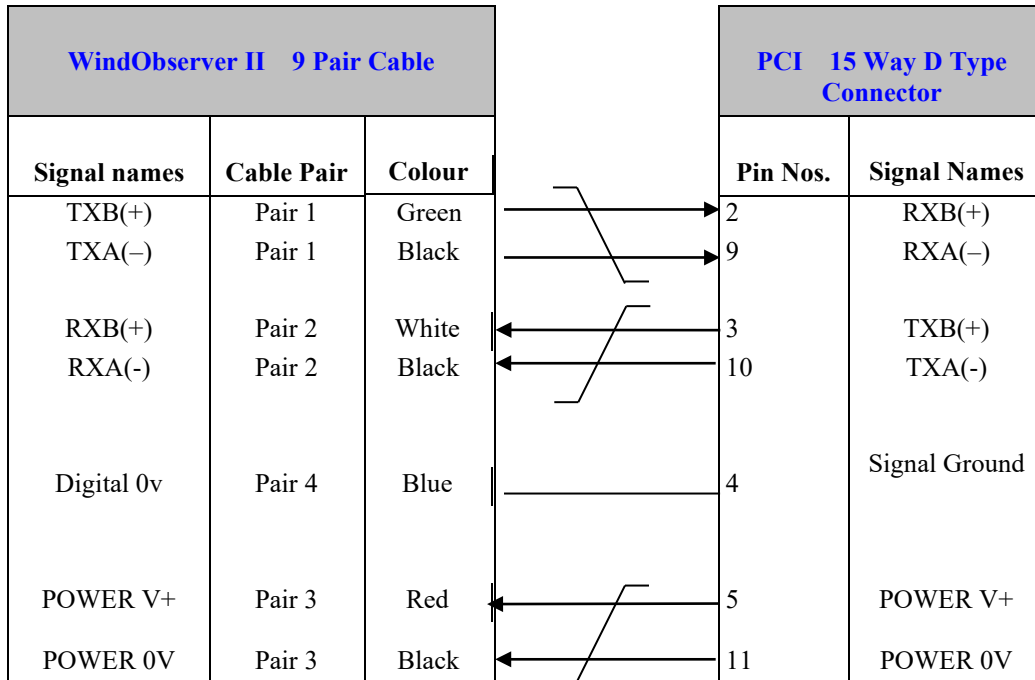 WindObserver II 9 Pair Cable
PCI 15 Way D Type
Connector
Signal names Cable Pair Colour Pin Nos. Signal Names
TXB(+) Pair 1 Green 2 RXB(+)
TXA(–) Pair 1 Black 9 RXA(–)
RXB(+) Pair 2 White 3 TXB(+)
RXA(-) Pair 2 Black 10 TXA(-)
Digital 0v Pair 4 Blue 4 Signal Ground
POWER V+ Pair 3 Red 5 POWER V+
POWER 0V Pair 3 Black 11 POWER 0V